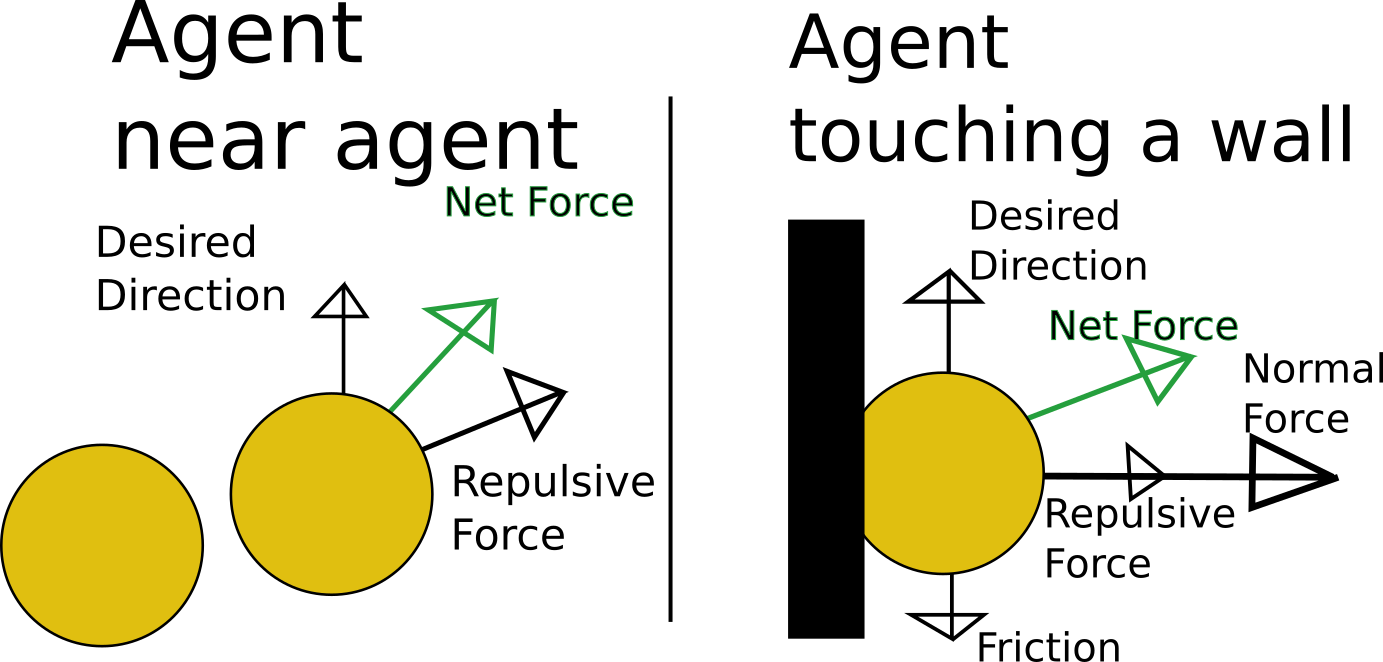 Agent
near agent
Net Force
Desired
Direction
Repulsive
Force
Agent
touching a wall
Desired
Direction
Net Force
Normal
Force
Repulsive
Force
Friction